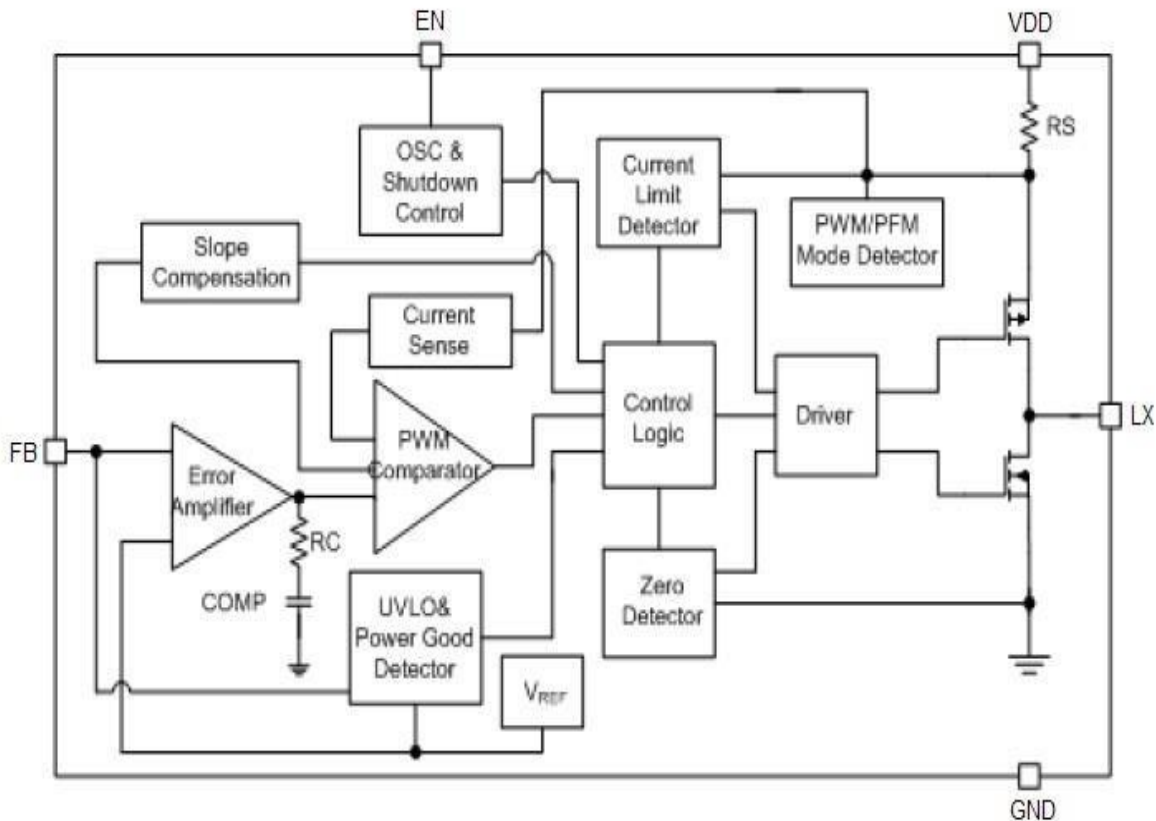 EN
VDD
RS
OSC &
Shutdown
Control
Current
Limit
Detector
PWM/PFM
Mode Detector
Slope
Compensation
Current
Sense
Control
Logic
Driver
LX
FB
PWM
Comparator
Error
Amplifier
RC
COMP
UVLO&
Power Good
Detector
Zero
Detector
VREF
GND